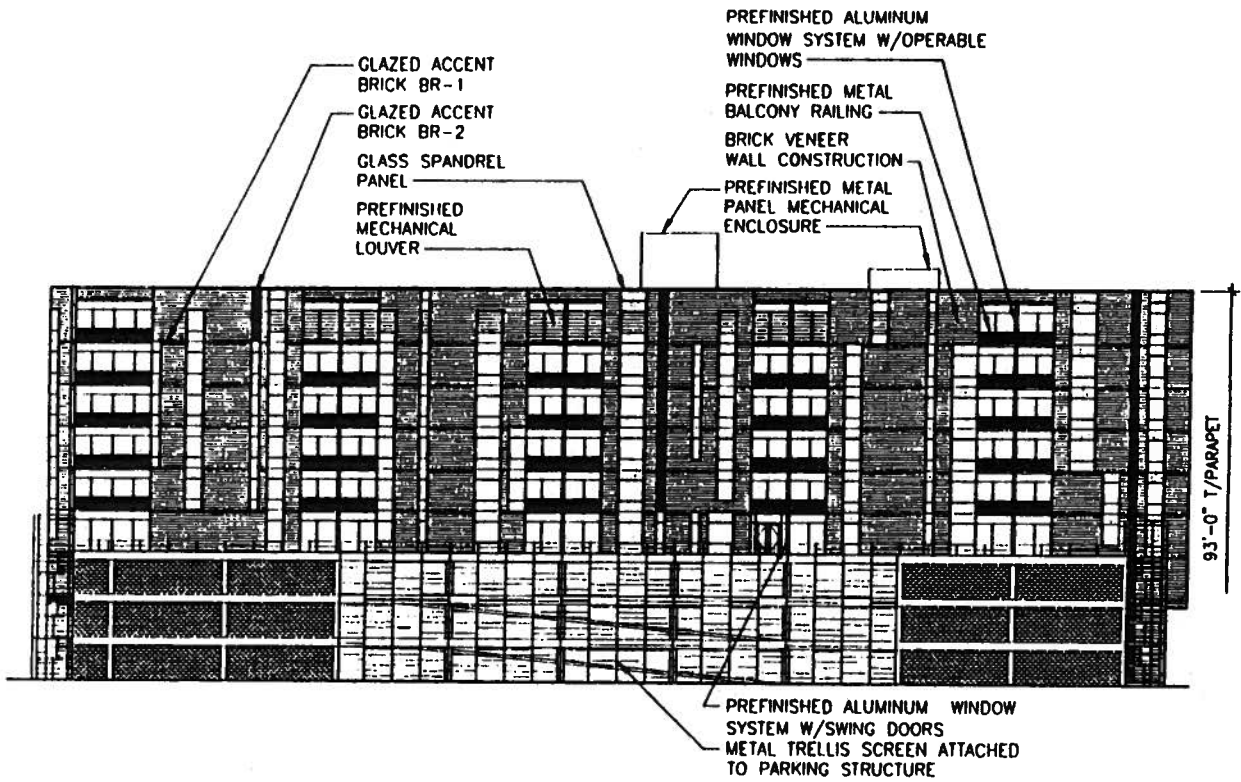 PREFINISHED ALUMINUM
WINDOW SYSTEM W/OPERABLE
WINDOWS
GLAZED ACCENT
BRICK BR-1
PREFINISHED METAL
BALCONY RAILING
GLAZED ACCENT
BRICK BR-2
BRICK VENEER
WALL CONSTRUCTION
GLASS SPANDREL
PANEL
PREFINISHED METAL
PANEL MECHANICAL
ENCLOSURE
PREFINISHED
MECHANICAL
LOUVER
93'-0" T/PARAPET
PREFINISHED ALUMINUM WINDOW
SYSTEM W/SWING DOORS
METAL TRELLIS SCREEN ATTACHED
TO PARKING STRUCTURE